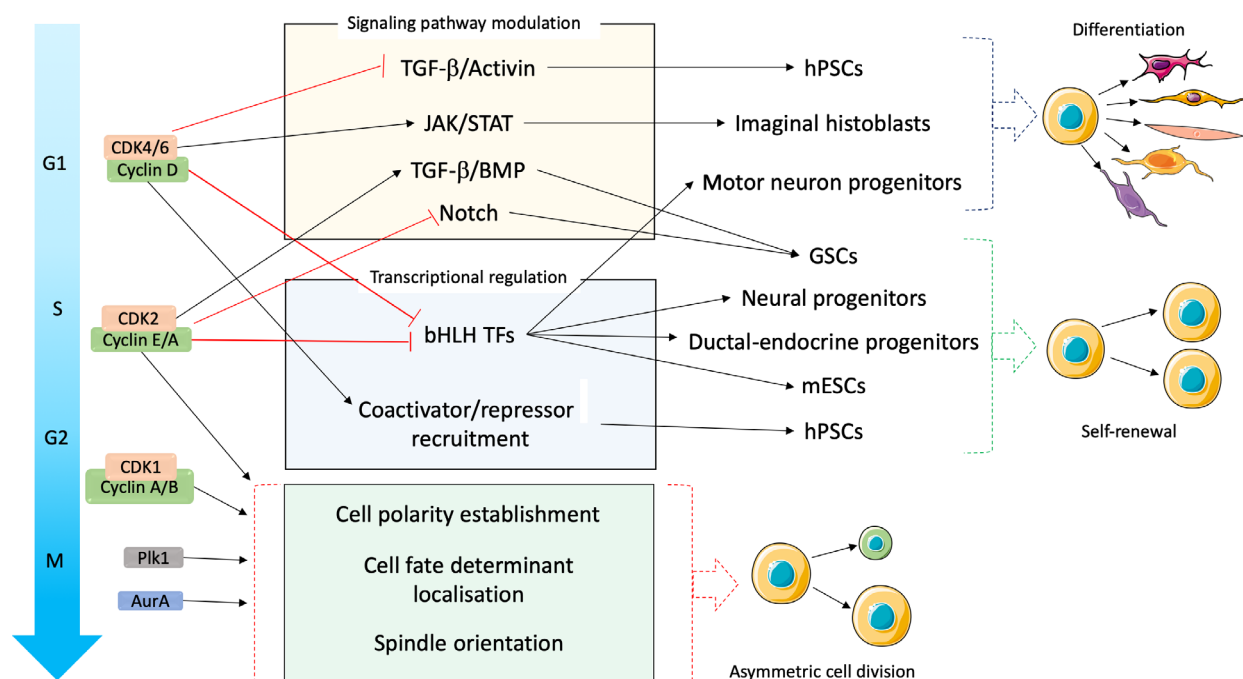 Signaling pathway modulation
Differentiation
TGF-β/Activin
hPSCs
CDK4/6
Cyclin D
JAK/STAT
Imaginal histoblasts
G1
TGF-β/BMP
Motor neuron progenitors
Notch
GSCs
Transcriptional regulation
S
CDK2
Cyclin E/A
bHLH TFs
Neural progenitors
Ductal-endocrine progenitors
mESCs
Coactivator/repressor
recruitment
hPSCs
Self-renewal
G2
CDK1
Cyclin A/B
Cell polarity establishment
M
Plk1
Cell fate determinant
localisation
AurA
Spindle orientation
Asymmetric cell division